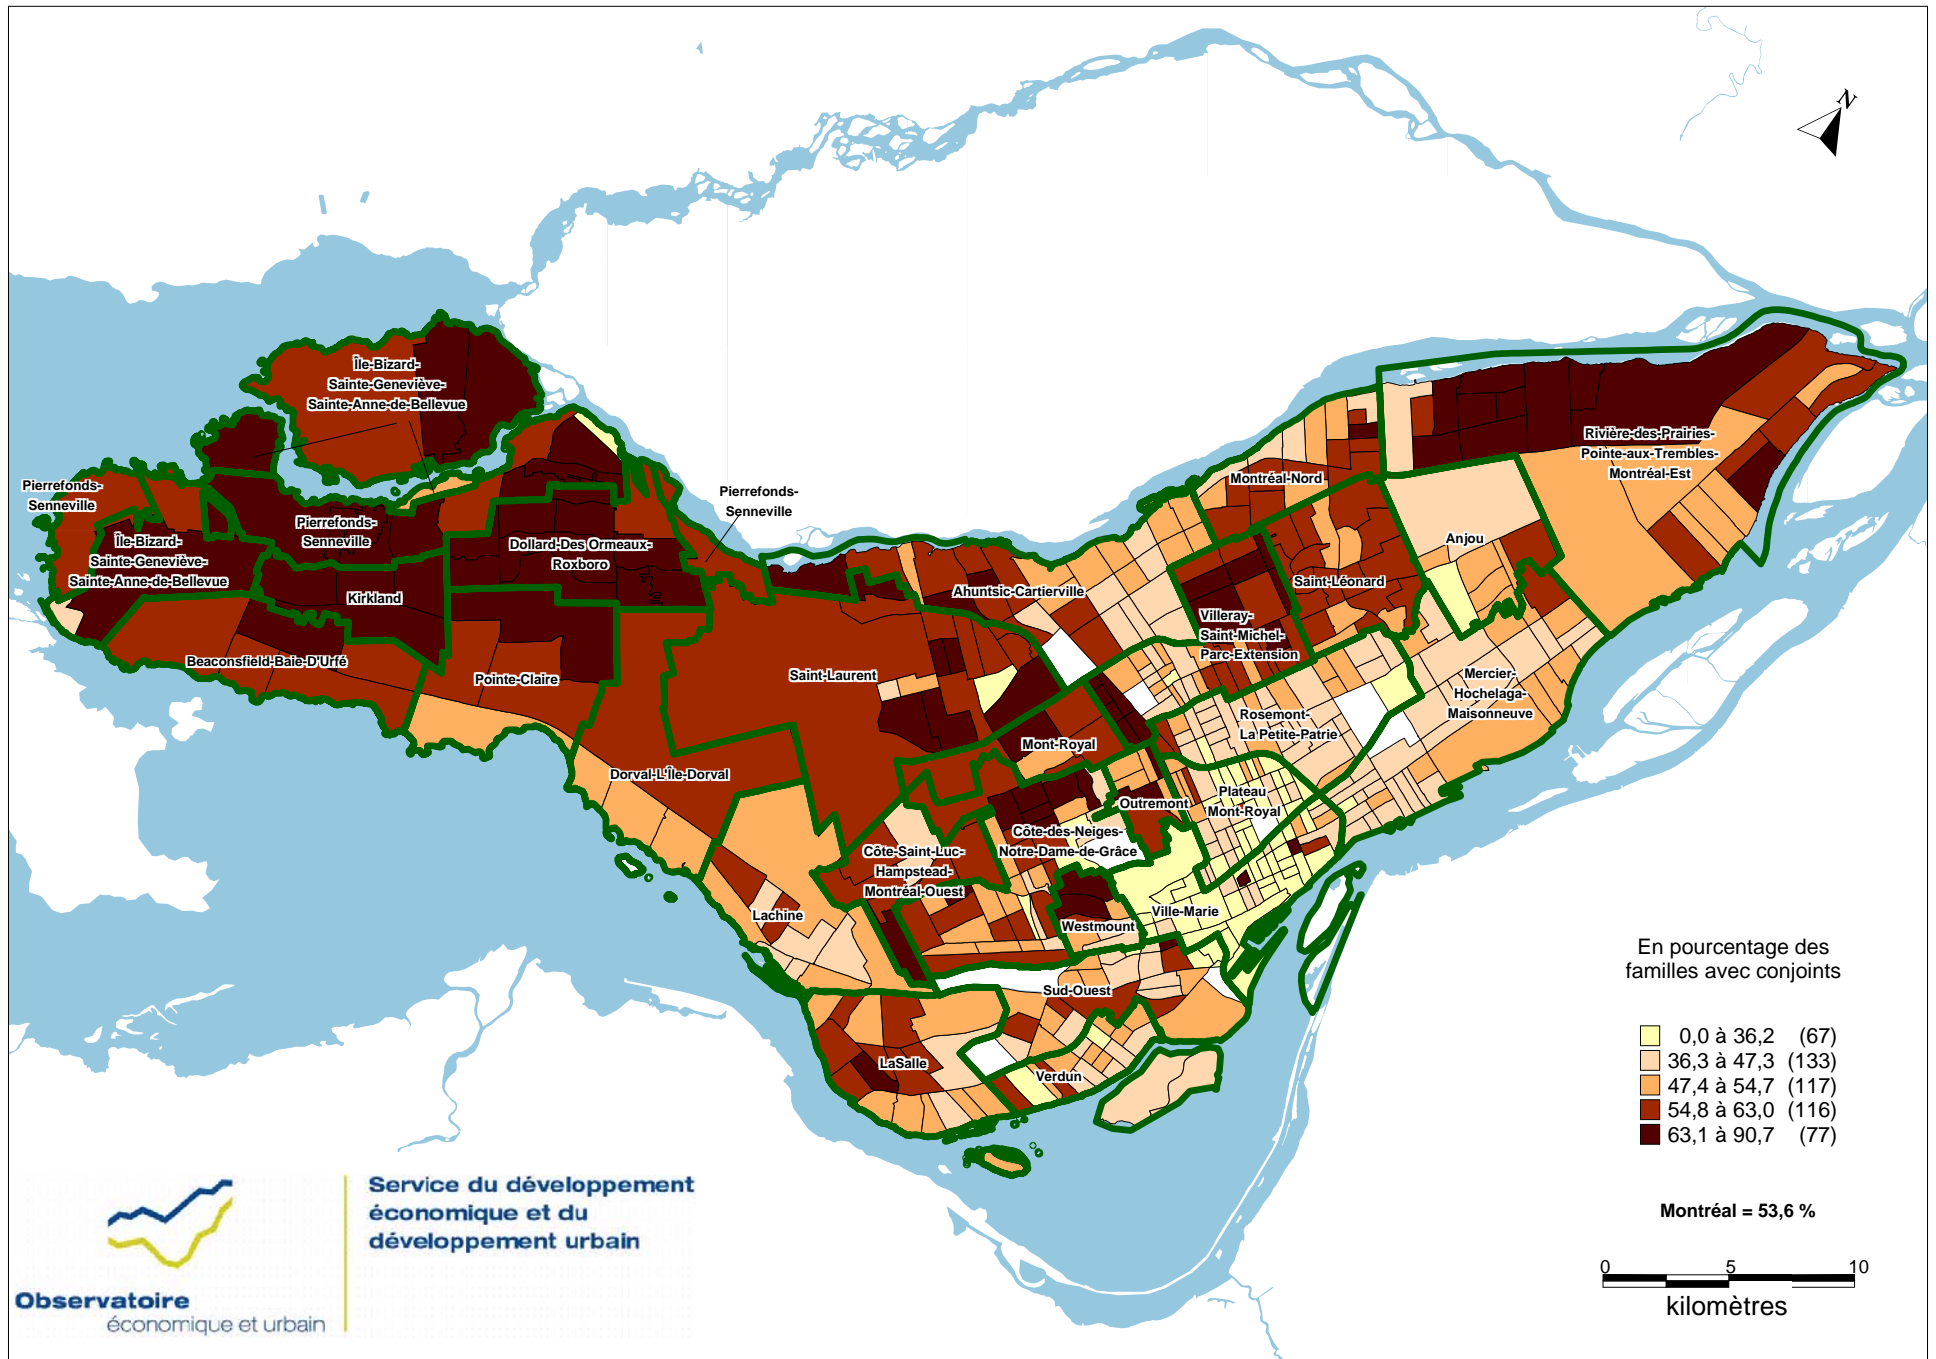 N
Île-Bizard-
Sainte-Geneviève-
Sainte-Anne-de-Bellevue
Pierrefonds-
Senneville
Pierrefonds-
Senneville
Pierrefonds-
Senneville
Île-Bizard-
Sainte-Geneviève-
Sainte-Anne-de-Bellevue
Dollard-Des Ormeaux-
Roxboro
Kirkland
Beaconsfield-Baie-D'Urfé
Pointe-Claire
Dorval-L'Île-Dorval
Saint-Laurent
Ahuntsic-Cartierville
Montréal-Nord
Rivière-des-Prairies-
Pointe-aux-Trembles-
Montréal-Est
Anjou
Saint-Léonard
Villeray-
Saint-Michel-
Parc-Extension
Mercier-
Hochelaga-
Maisonneuve
Rosemont-
La Petite-Patrie
Mont-Royal
Outremont
Plateau
Mont-Royal
Côte-des-Neiges-
Notre-Dame-de-Grâce
Côte-Saint-Luc-
Hampstead-
Montréal-Ouest
Lachine
Westmount
Ville-Marie
Sud-Ouest
LaSalle
Verdun
En pourcentage des
familles avec conjoints
0,0 à 36,2 (67)
36,3 à 47,3 (133)
47,4 à 54,7 (117)
54,8 à 63,0 (116)
63,1 à 90,7 (77)
Montréal = 53,6 %
0 5 10
kilomètres
Observatoire
économique et urbain
Service du développement
économique et du
développement urbain